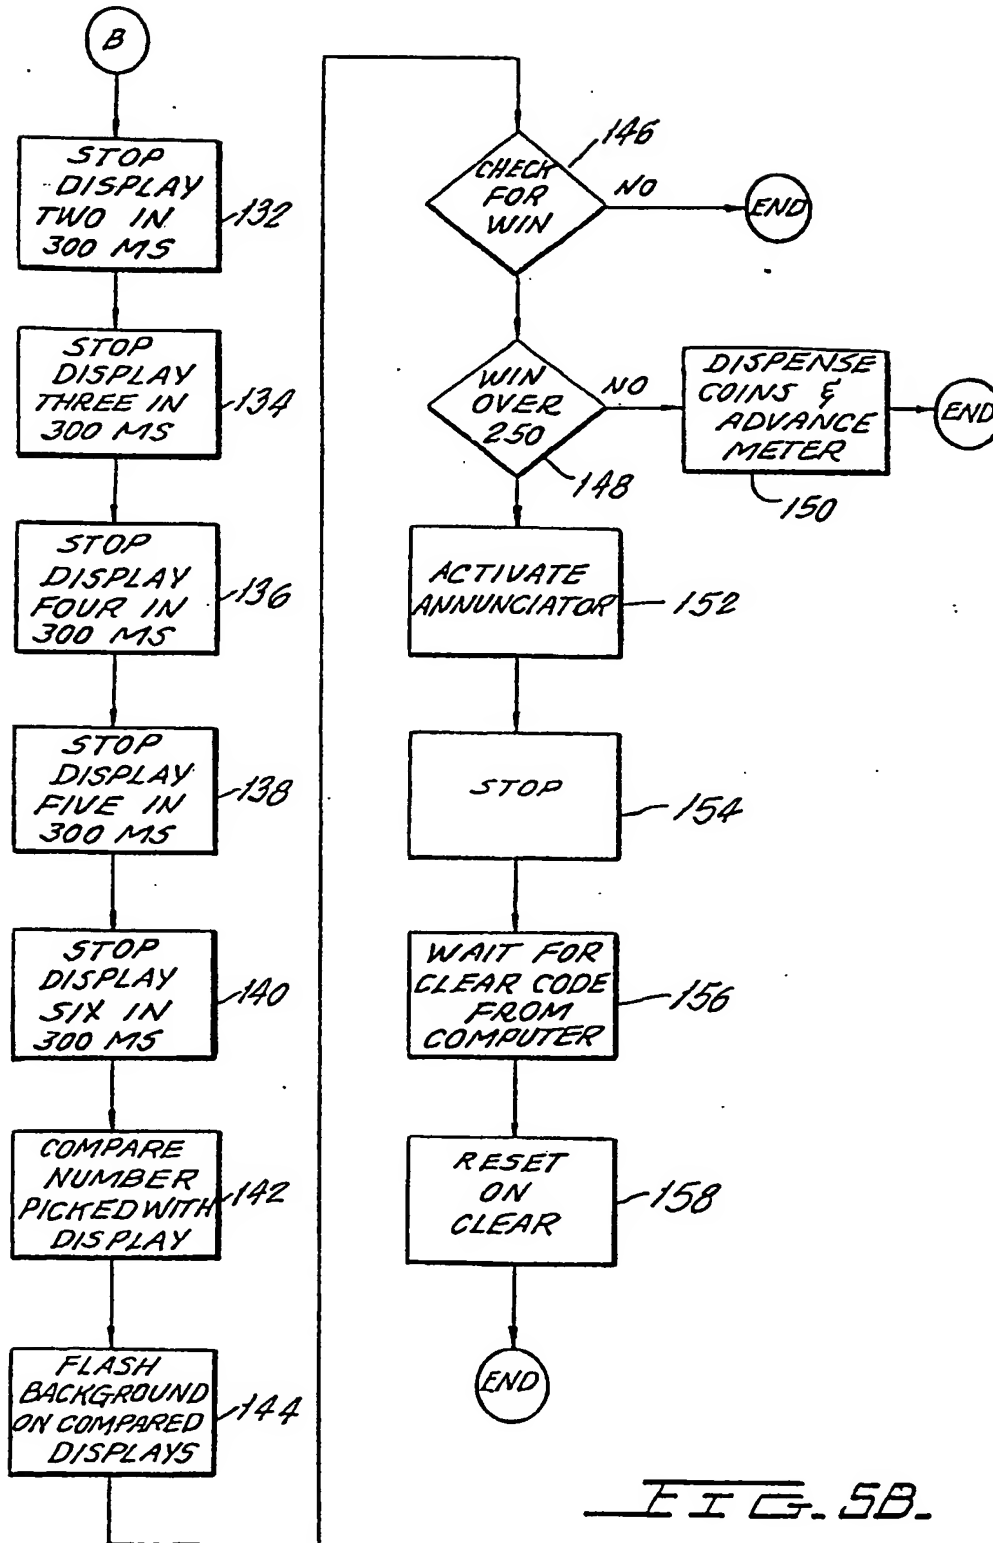 B
STOP
DISPLAY
TWO IN
300 MS
132
STOP
DISPLAY
THREE IN
300 MS
134
STOP
DISPLAY
FOUR IN
300 MS
136
STOP
DISPLAY
FIVE IN
300 MS
138
STOP
DISPLAY
SIX IN
300 MS
140
COMPARE
NUMBER
PICKED WITH
DISPLAY
142
FLASH
BACKGROUND
ON COMPARED
DISPLAYS
144
CHECK
FOR
WIN
146
NO
END
WIN
OVER
250
148
NO
DISPENSE
COINS &
ADVANCE
METER
150
END
ACTIVATE
ANNUNCIATOR
152
STOP
154
WAIT FOR
CLEAR CODE
FROM
COMPUTER
156
RESET
ON
CLEAR
158
END
FIG. 5B.